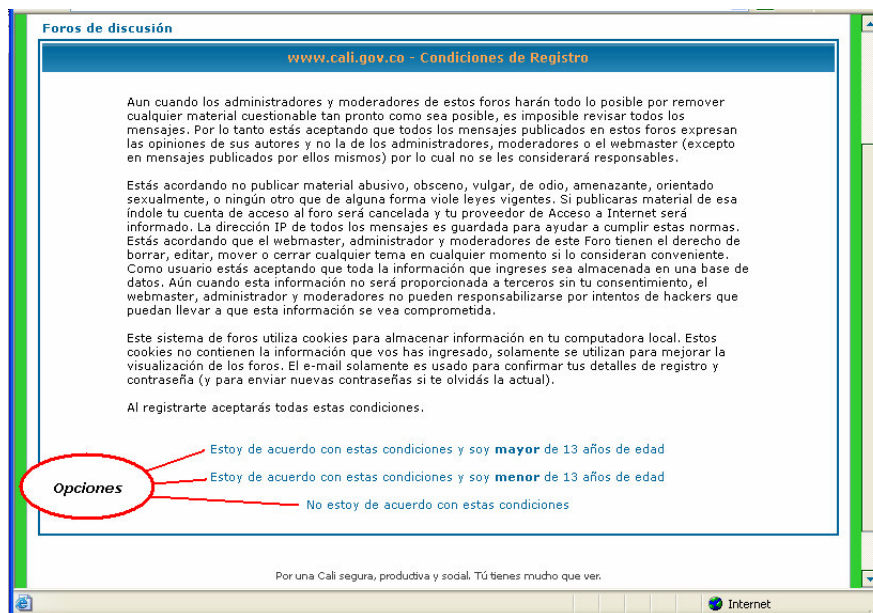 Foros de discusión
www.cali.gov.co - Condiciones de Registro
Aun cuando los administradores y moderadores de estos foros harán todo lo posible por remover
cualquier material cuestionable tan pronto como sea posible, es imposible revisar todos los
mensajes. Por lo tanto estás aceptando que todos los mensajes publicados en estos foros expresan
las opiniones de sus autores y no la de los administradores, moderadores o el webmaster (excepto
en mensajes publicados por ellos mismos) por lo cual no se les considerará responsables.
Estás acordando no publicar material abusivo, obsceno, vulgar, de odio, amenazante, orientado
sexualmente, o ningún otro que de alguna forma viole leyes vigentes. Si publicaras material de esa
índole tu cuenta de acceso al foro será cancelada y tu proveedor de Acceso a Internet será
informado. La dirección IP de todos los mensajes es guardada para ayudar a cumplir estas normas.
Estás acordando que el webmaster, administrador y moderadores de este Foro tienen el derecho de
borrar, editar, mover o cerrar cualquier tema en cualquier momento si lo consideran conveniente.
Como usuario estás aceptando que toda la información que ingreses sea almacenada en una base de
datos. Aún cuando esta información no será proporcionada a terceros sin tu consentimiento, el
webmaster, administrador y moderadores no pueden responsabilizarse por intentos de hackers que
puedan llevar a que esta información se vea comprometida.
Este sistema de foros utiliza cookies para almacenar información en tu computadora local. Estos
cookies no contienen la información que vos has ingresado, solamente se utilizan para mejorar la
visualización de los foros. El e-mail solamente es usado para confirmar tus detalles de registro y
contraseña (y para enviar nuevas contraseñas si te olvidás la actual).
Al registrarte aceptarás todas estas condiciones.
Estoy de acuerdo con estas condiciones y soy mayor de 13 años de edad
Estoy de acuerdo con estas condiciones y soy menor de 13 años de edad
Opciones
No estoy de acuerdo con estas condiciones
Por una Cali segura, productiva y social. Tú tienes mucho que ver.
Internet